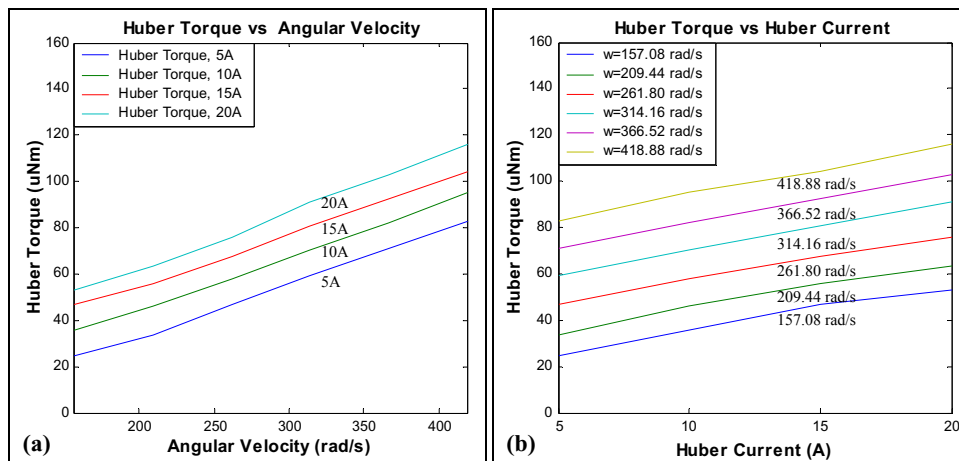 Huber Torque vs Angular Velocity
160
140
120
100
80
60
40
20
0
Huber Torque (uNm)
Huber Torque, 5A
Huber Torque, 10A
Huber Torque, 15A
Huber Torque, 20A
20A
15A
10A
5A
200
250
300
350
400
Angular Velocity (rad/s)
(a)
Huber Torque vs Huber Current
160
140
120
100
80
60
40
20
0
Huber Torque (uNm)
w=157.08 rad/s
w=209.44 rad/s
w=261.80 rad/s
w=314.16 rad/s
w=366.52 rad/s
w=418.88 rad/s
418.88 rad/s
366.52 rad/s
314.16 rad/s
261.80 rad/s
209.44 rad/s
157.08 rad/s
5
10
15
20
Huber Current (A)
(b)